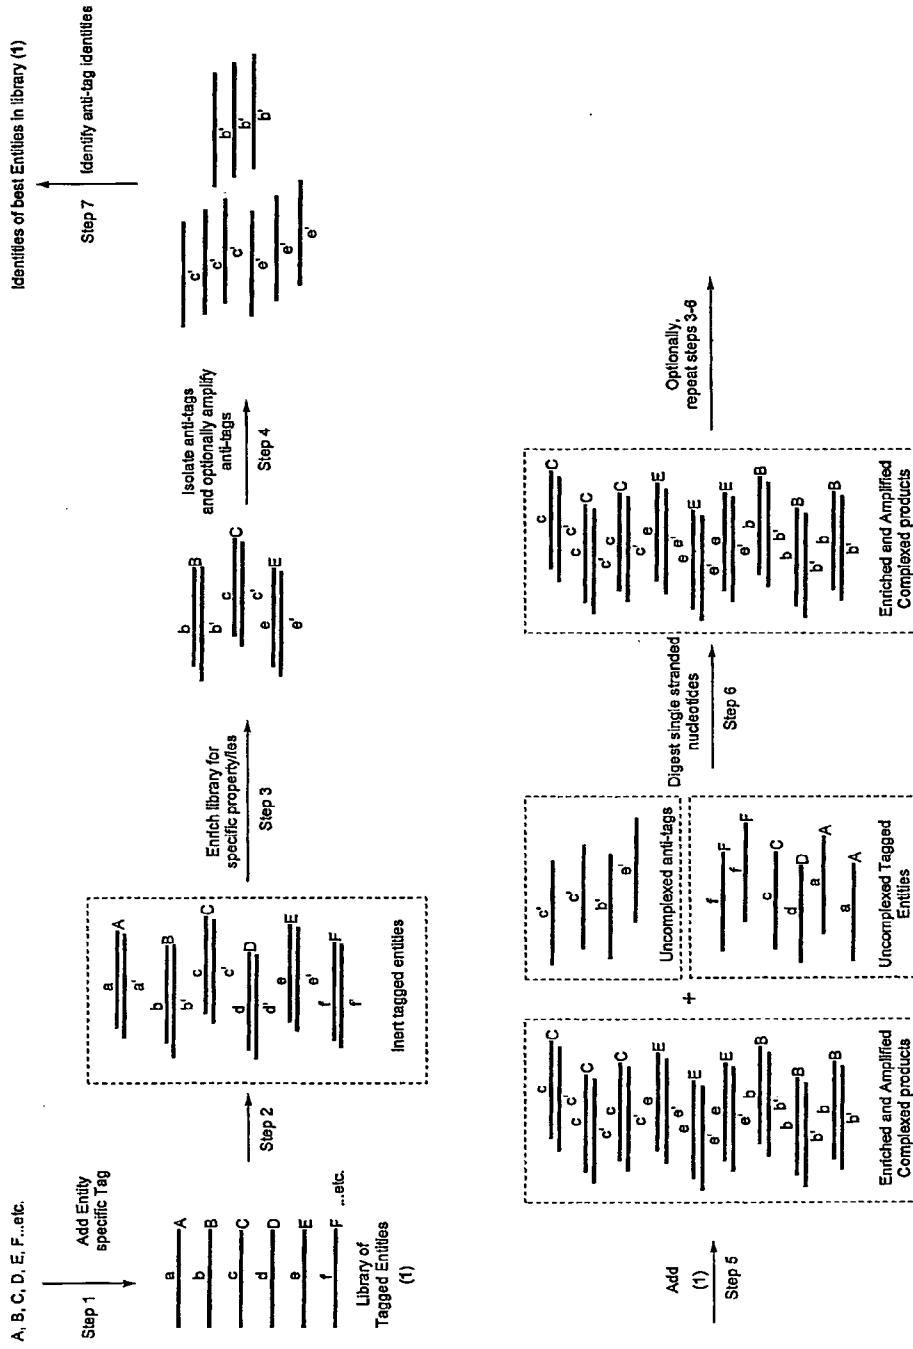 A, B, C, D, E, F...etc.
Step 1
Add Entity
specific Tag
a A
b B
c C
d D
e E
f F ...etc.
Library of
Tagged Entities
(1)
Step 2
a A
a'
b B
b'
c C
c'
d D
d'
e E
e'
f F
f'
Inert tagged entities
Enrich library for
specific property/ies
Step 3
b B
b'
c C
c'
e E
e'
Isolate anti-tags
and optionally amplify
anti-tags
Step 4
c'
c'
c'
e'
e'
e'
b'
b'
b'
Step 7
Identify anti-tag identities
Identities of best Entities in library (1)
Add
(1)
Step 5
c C
c'
c C
c'
c C
c'
e E
e'
e E
e'
e E
e'
b B
b'
b B
b'
b B
b'
Enriched and Amplified
Complexed products
+
c'
c'
b'
e'
Uncomplexed anti-tags
f F
f F
c C
d D
a A
a A
Uncomplexed Tagged
Entities
Digest single stranded
nucleotides
Step 6
c C
c'
c C
c'
c C
c'
e E
e'
e E
e'
e E
e'
b B
b'
b B
b'
b B
b'
Enriched and Amplified
Complexed products
Optionally,
repeat steps 3-6